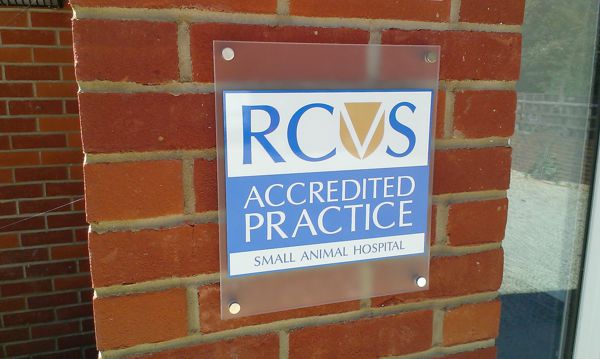 RCVS
ACCREDITED
PRACTICE
SMALL ANIMAL HOSPITAL